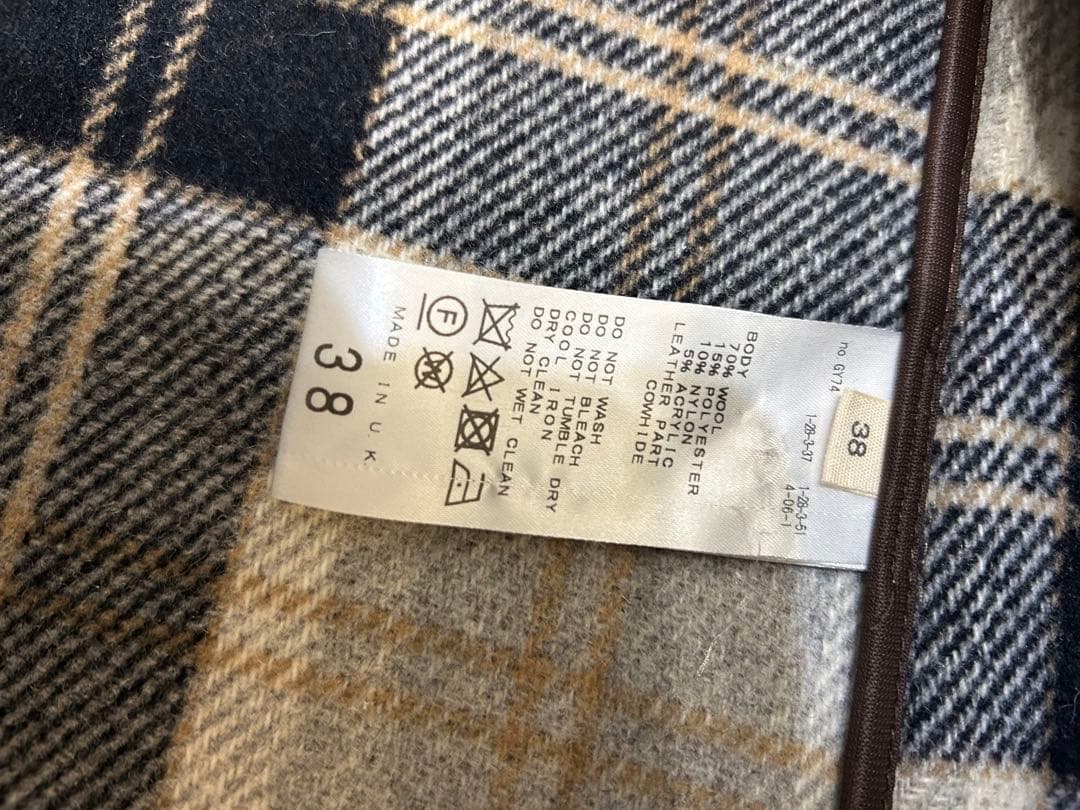 no.GY74
38
1-28-3-37
1-28-3-51
4-06-1
BODY
70% WOOL
15% POLYESTER
10% NYLON
5% ACRYLIC
LEATHER PART
COWHIDE
DO NOT WASH
DO NOT BLEACH
DO NOT TUMBLE DRY
COOL IRON
DRY CLEAN
DO NOT WET CLEAN
F
W
MADE IN U.K.
38